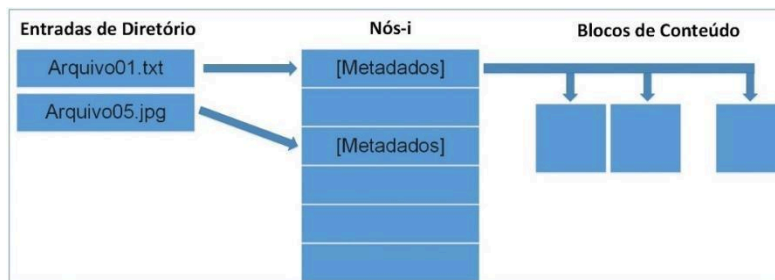 Entradas de Diretório
Nós-i
Blocos de Conteúdo
Arquivo01.txt
[Metadados]
Arquivo05.jpg
[Metadados]